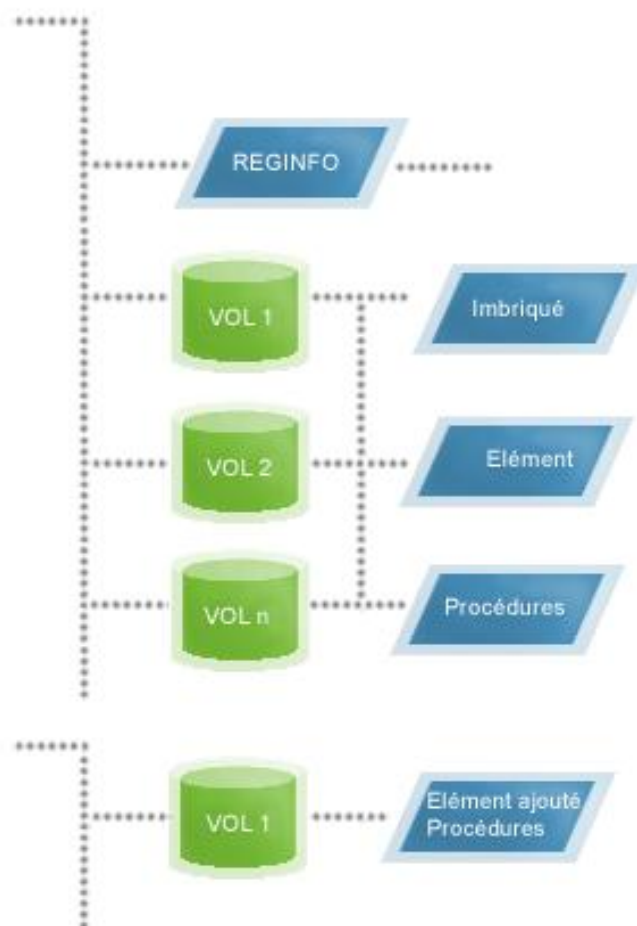 REGINFO
VOL 1
Imbriqué
VOL 2
Elément
VOL n
Procédures
VOL 1
Elément ajouté
Procédures